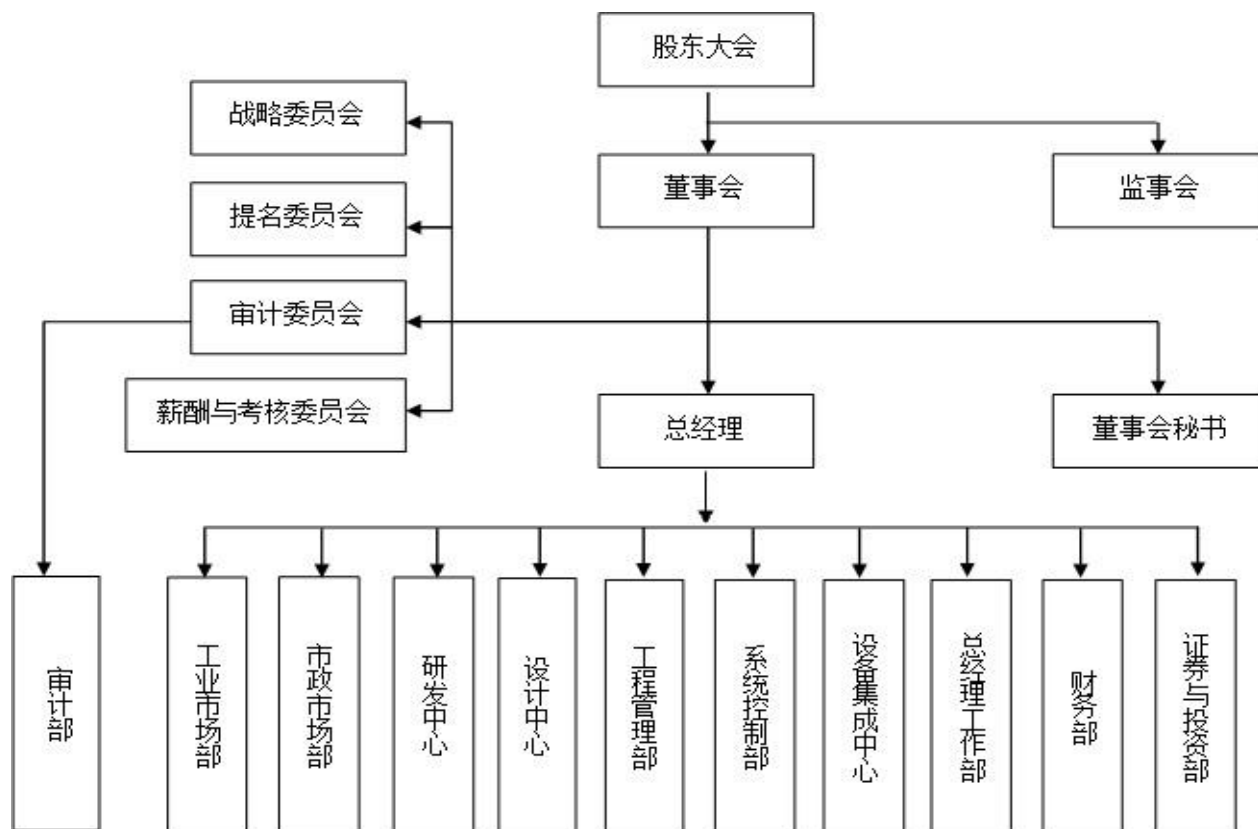 股东大会
战略委员会
董事会
监事会
提名委员会
审计委员会
薪酬与考核委员会
总经理
董事会秘书
审计部
工业市场部
市政市场部
研发中心
设计中心
工程管理部
系统控制部
设备集成中心
总经理工作部
财务部
证券与投资部